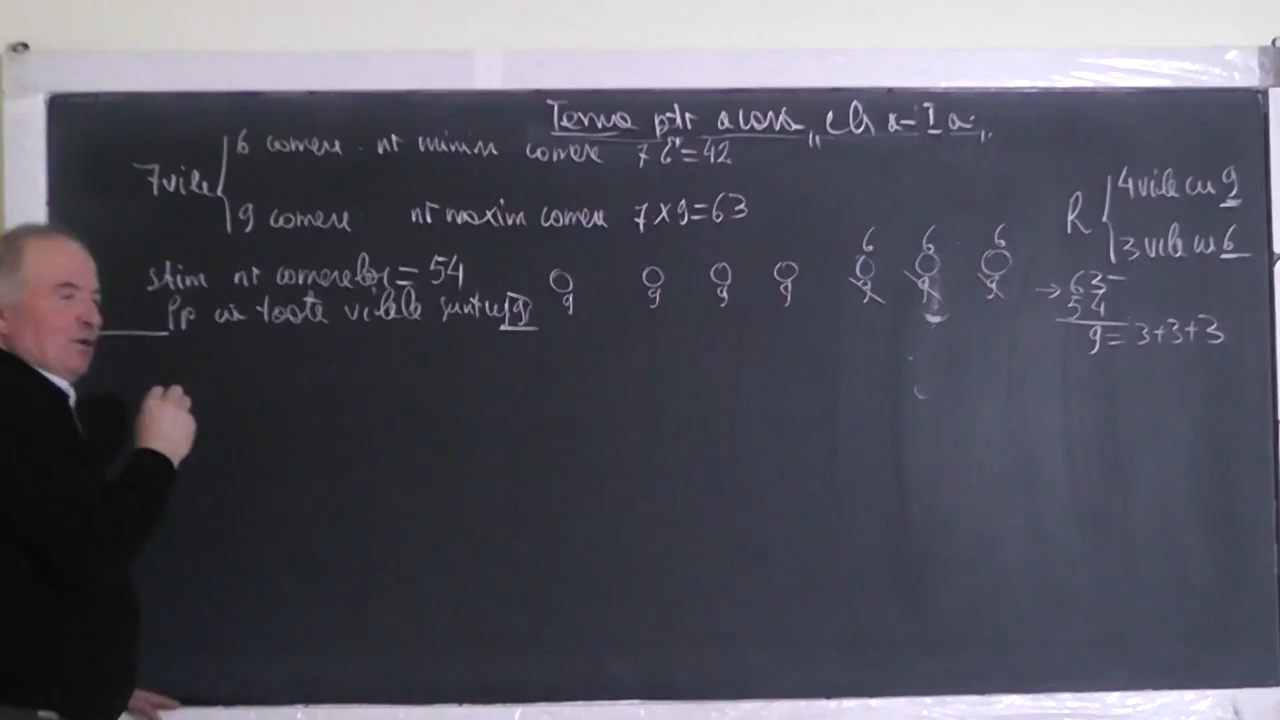 Tema ptr acasă, „cls a-I a"
7 vile
6 camere nr minim camere 7 6 = 42
9 camere nr maxim camere 7 x 9 = 63
Știm nr camerelor = 54
Pp că toate vilele sunt cu 9
6 6 6
9 9 9 9 9 9 9
R
4 vile cu 9
3 vile cu 6
→ 63 -
54
9 = 3+3+3